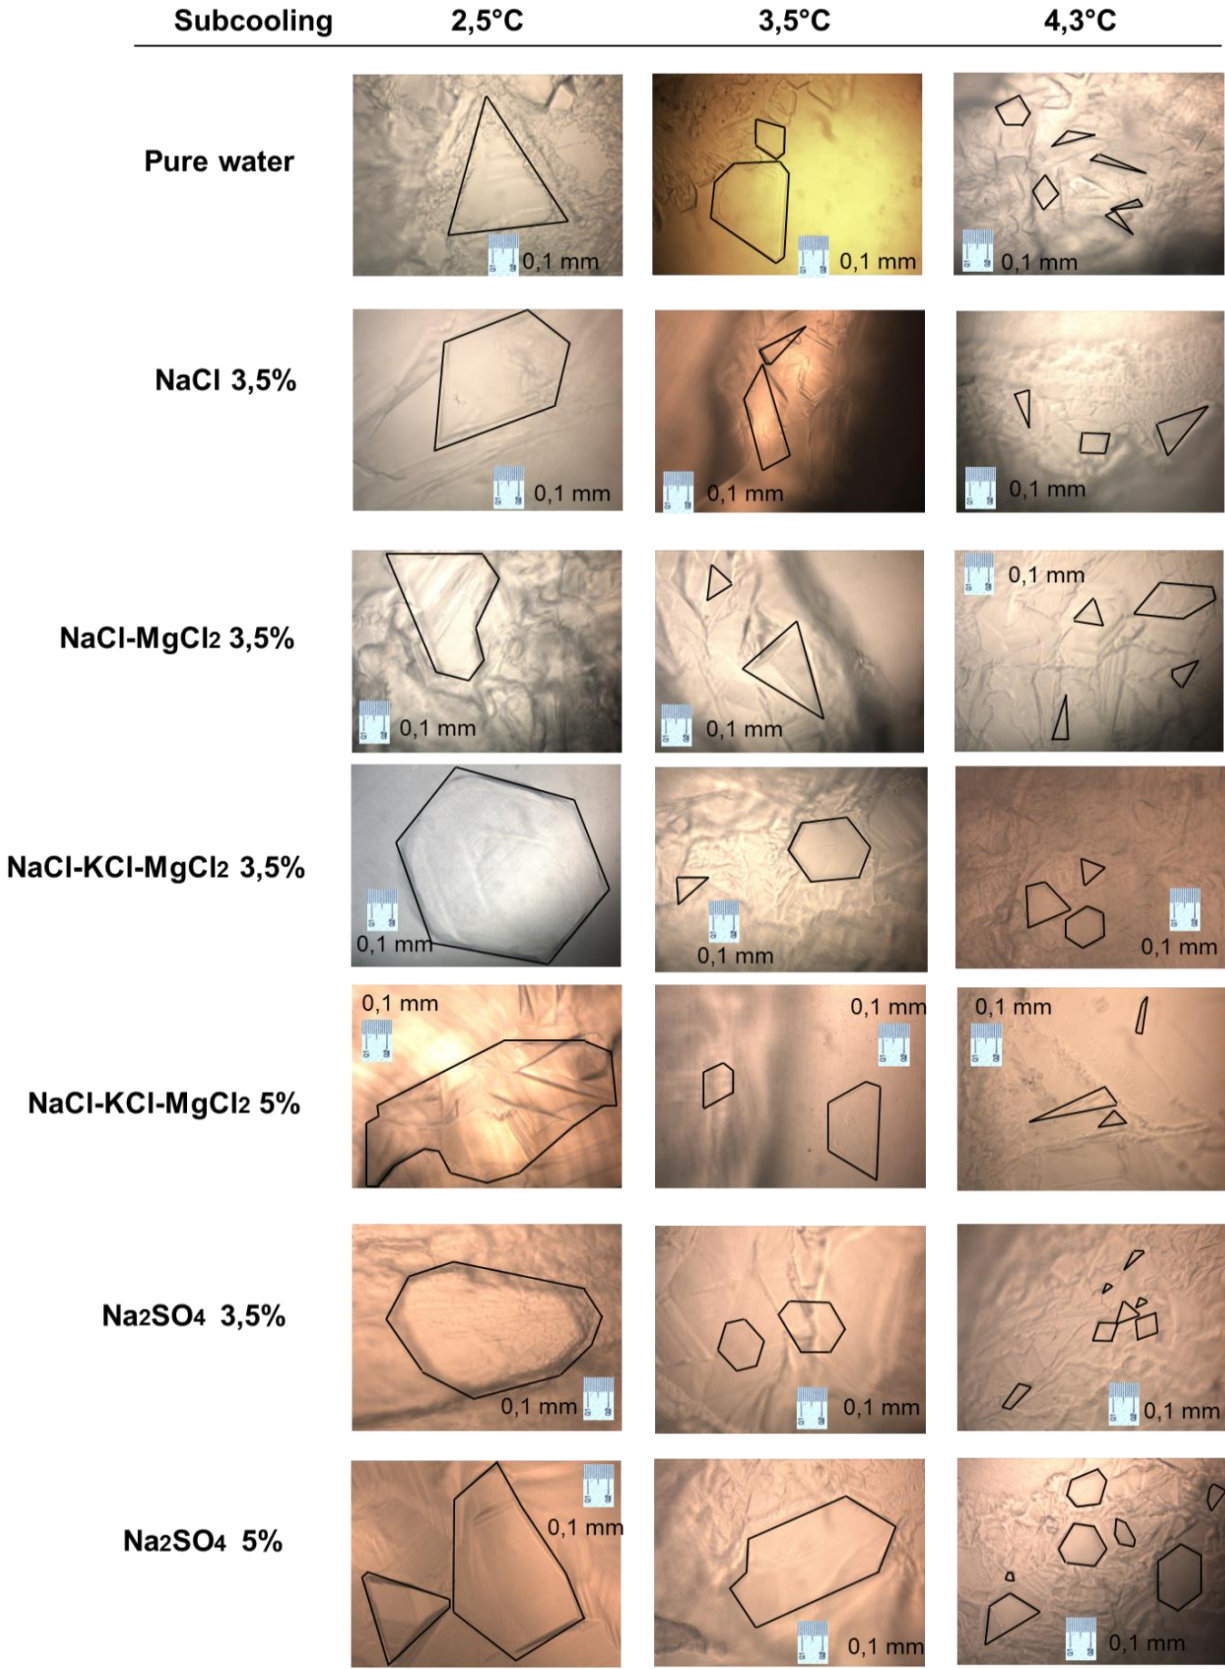 Subcooling 2,5°C 3,5°C 4,3°C
Pure water
0,1 mm 0,1 mm 0,1 mm
NaCl 3,5%
0,1 mm 0,1 mm 0,1 mm
NaCl-MgCl2 3,5%
0,1 mm 0,1 mm 0,1 mm
NaCl-KCl-MgCl2 3,5%
0,1 mm 0,1 mm 0,1 mm
NaCl-KCl-MgCl2 5%
0,1 mm 0,1 mm 0,1 mm
Na2SO4 3,5%
0,1 mm 0,1 mm 0,1 mm
Na2SO4 5%
0,1 mm 0,1 mm 0,1 mm